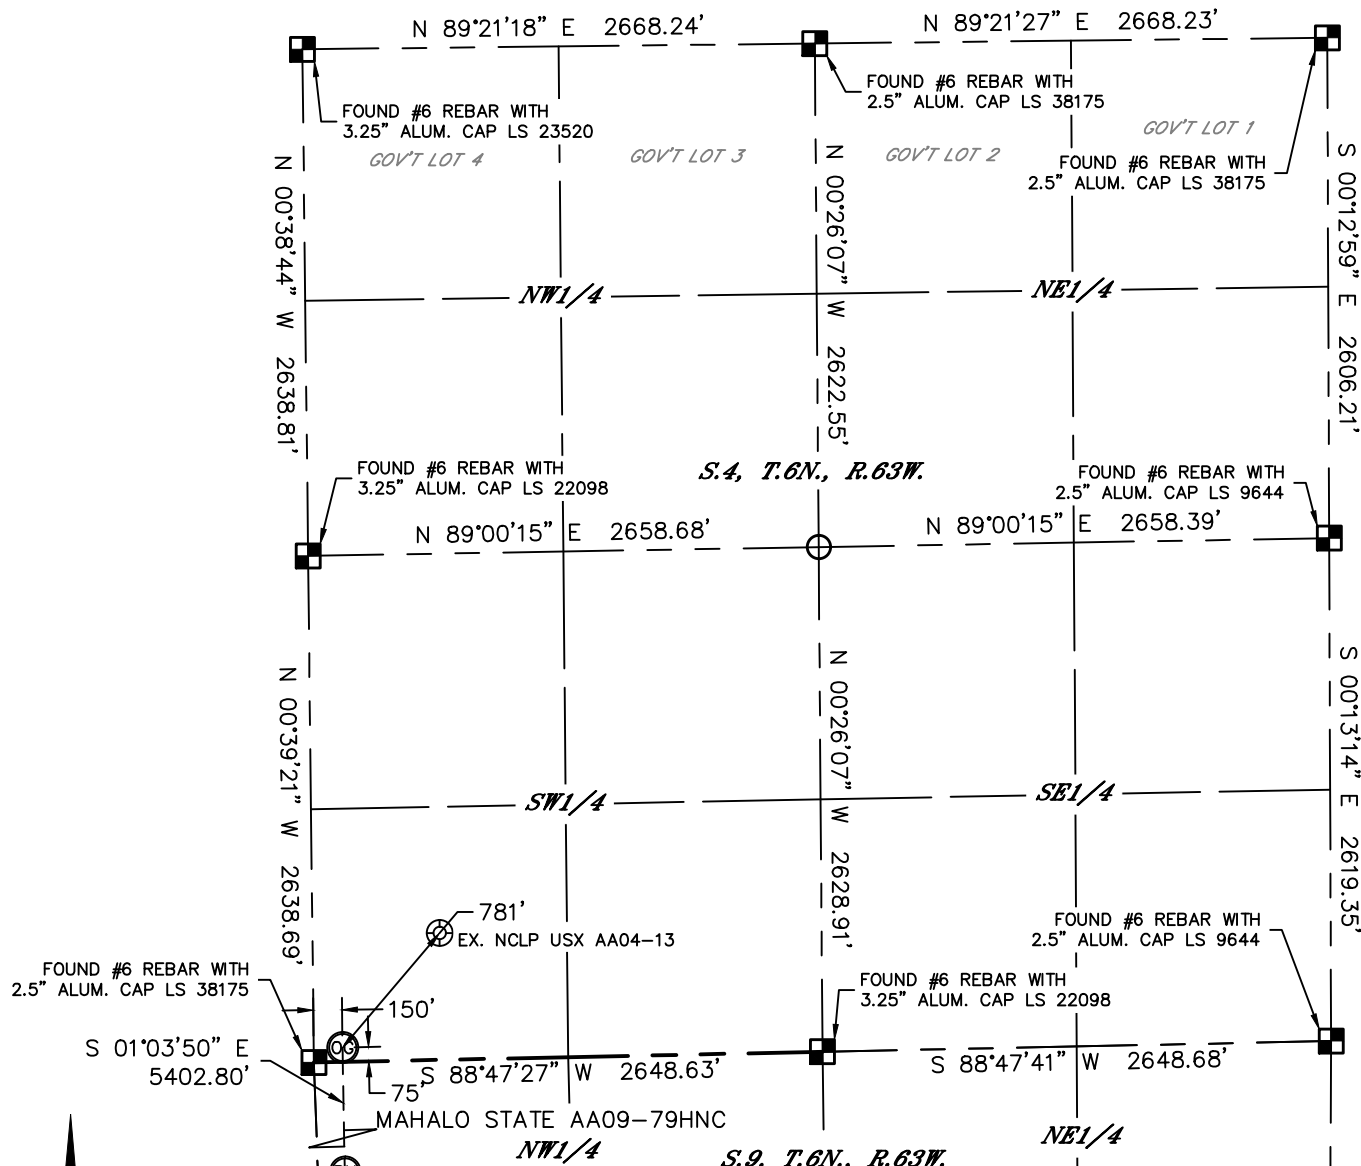 N 89°21'18" E 2668.24'
N 89°21'27" E 2668.23'
FOUND #6 REBAR WITH
3.25" ALUM. CAP LS 23520
FOUND #6 REBAR WITH
2.5" ALUM. CAP LS 38175
FOUND #6 REBAR WITH
2.5" ALUM. CAP LS 38175
GOV'T LOT 4
GOV'T LOT 3
GOV'T LOT 2
GOV'T LOT 1
N 00°38'44" W 2638.81'
N 00°26'07" W 2622.55'
S 00°12'59" E 2606.21'
NW1/4
NE1/4
S.4, T.6N., R.63W.
FOUND #6 REBAR WITH
3.25" ALUM. CAP LS 22098
FOUND #6 REBAR WITH
2.5" ALUM. CAP LS 9644
N 89°00'15" E 2658.68'
N 89°00'15" E 2658.39'
N 00°39'21" W 2638.69'
N 00°26'07" W 2628.91'
S 00°13'14" E 2619.35'
SW1/4
SE1/4
781'
EX. NCLP USX AA04-13
FOUND #6 REBAR WITH
2.5" ALUM. CAP LS 38175
FOUND #6 REBAR WITH
3.25" ALUM. CAP LS 22098
FOUND #6 REBAR WITH
2.5" ALUM. CAP LS 9644
150'
OG
S 01°03'50" E
5402.80'
75'
S 88°47'27" W 2648.63'
S 88°47'41" W 2648.68'
MAHALO STATE AA09-79HNC
NW1/4
NE1/4
S.9, T.6N., R.63W.